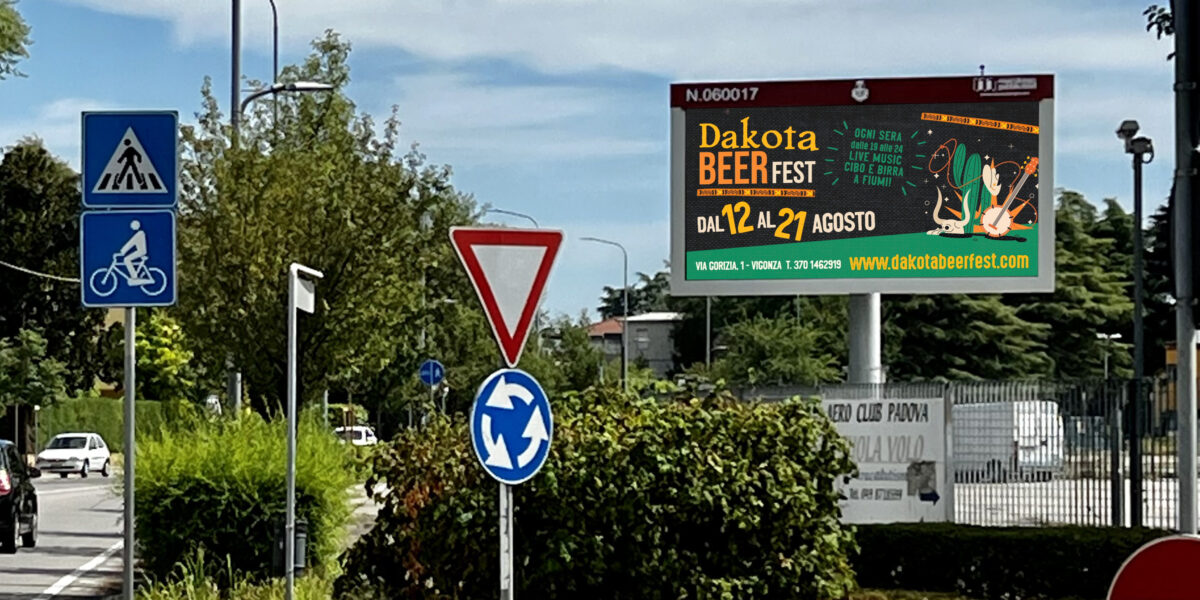 N.060017
Dakota
BEER FEST
DAL 12 AL 21 AGOSTO
OGNI SERA
dalle 19 alle 24
LIVE MUSIC
CIBO E BIRRA
A FIUMI!!
VIA GORIZIA, 1 - VIGONZA T. 370 1462919
www.dakotabeerfest.com
AERO CLUB PADOVA
VOLO